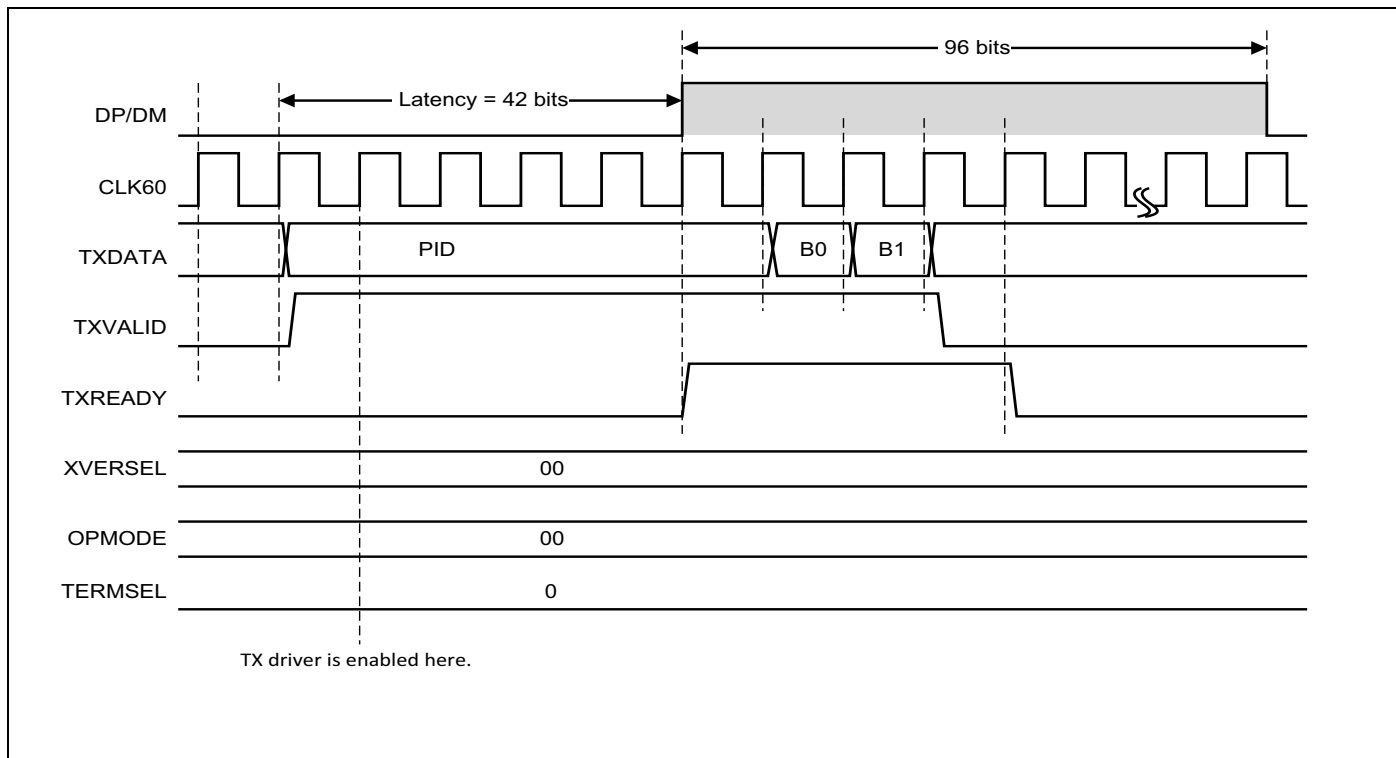 96 bits
Latency = 42 bits
DP/DM
CLK60
TXDATA PID B0 B1
TXVALID
TXREADY
XVERSEL 00
OPMODE 00
TERMSEL 0
TX driver is enabled here.